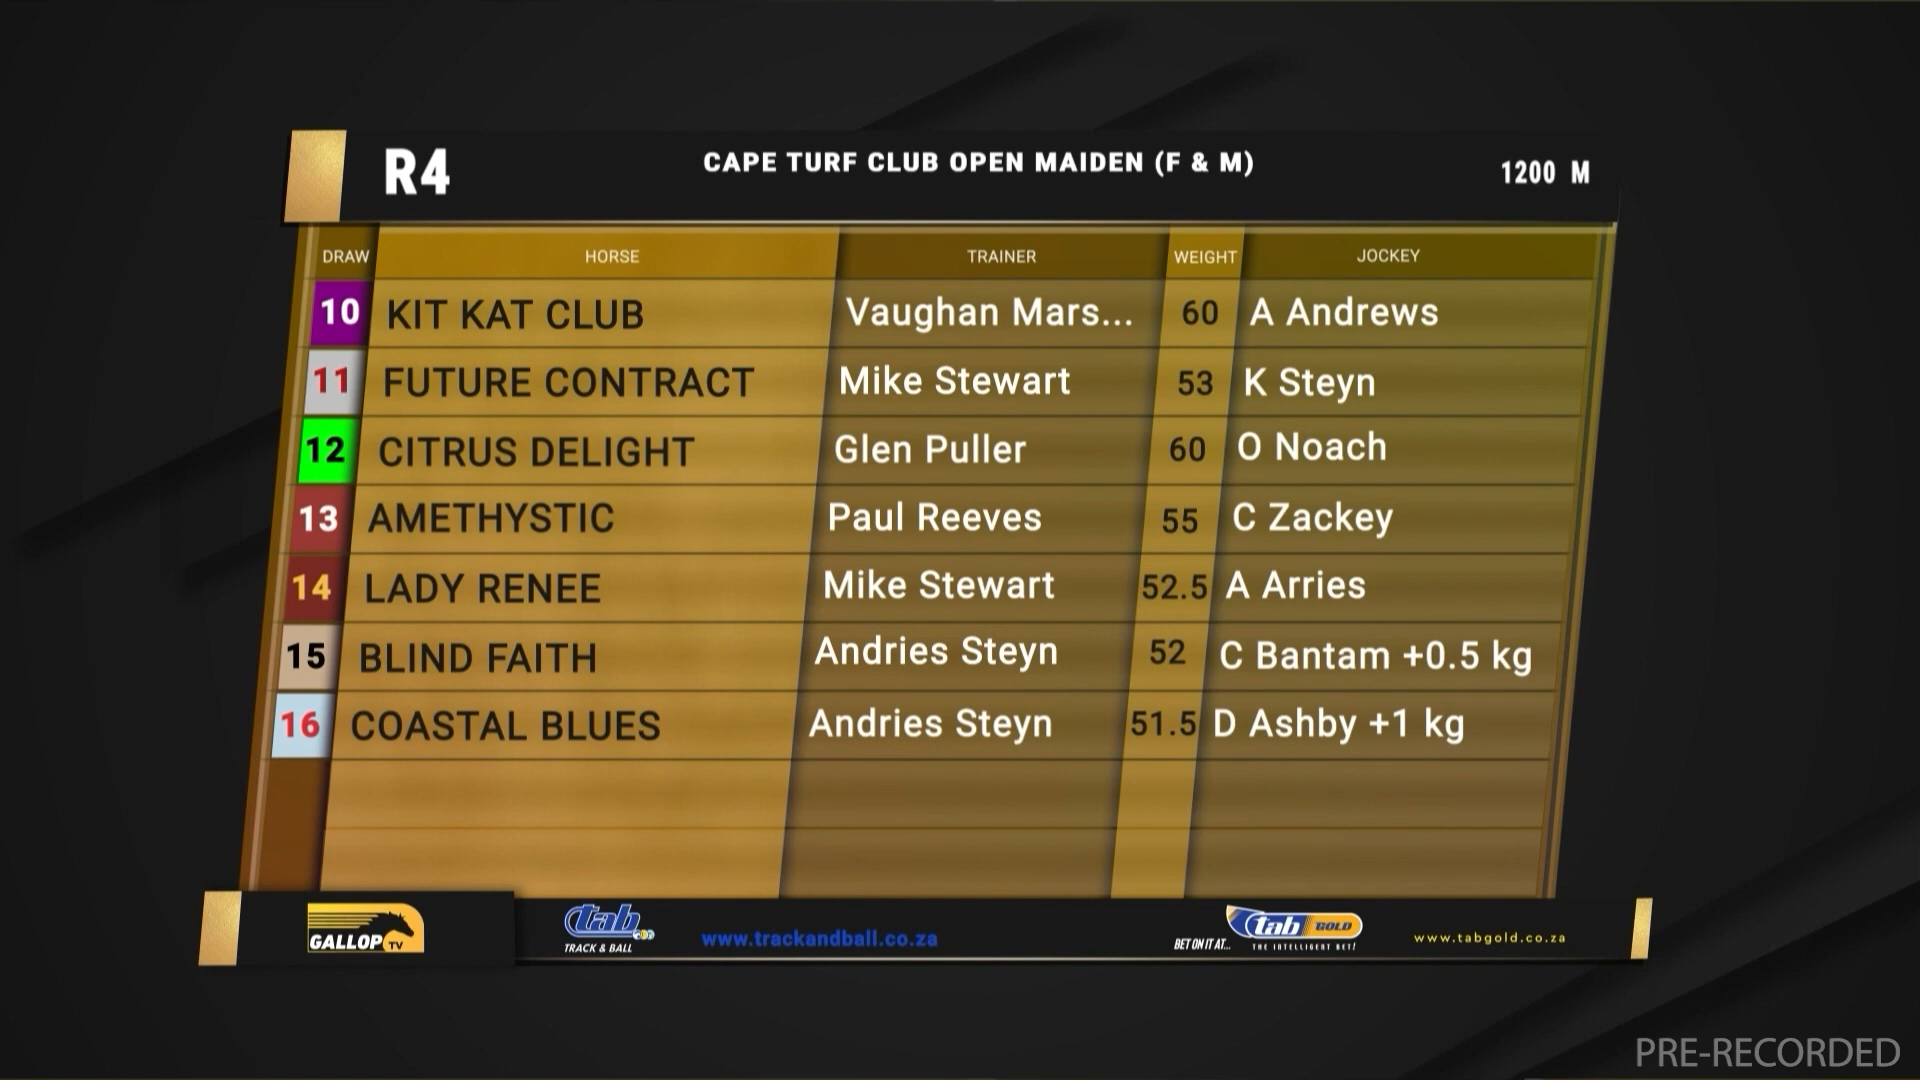 R4 CAPE TURF CLUB OPEN MAIDEN (F & M) 1200 M
DRAW HORSE TRAINER WEIGHT JOCKEY
10 KIT KAT CLUB Vaughan Mars... 60 A Andrews
11 FUTURE CONTRACT Mike Stewart 53 K Steyn
12 CITRUS DELIGHT Glen Puller 60 O Noach
13 AMETHYSTIC Paul Reeves 55 C Zackey
14 LADY RENEE Mike Stewart 52.5 A Arries
15 BLIND FAITH Andries Steyn 52 C Bantam +0.5 kg
16 COASTAL BLUES Andries Steyn 51.5 D Ashby +1 kg
GALLOP TV
tab
TRACK & BALL
www.trackandball.co.za
BET ON IT AT...
tab GOLD
THE INTELLIGENT BET!
www.tabgold.co.za
PRE-RECORDED